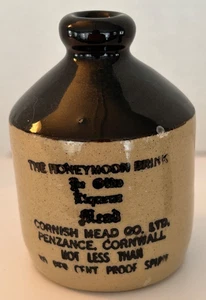 THE HONEYMOON DRINK
Ye Olde
Mead
CORNISH MEAD CO. LTD.
PENZANCE, CORNWALL
NOT LESS THAN
PER CENT PROOF SPIRIT